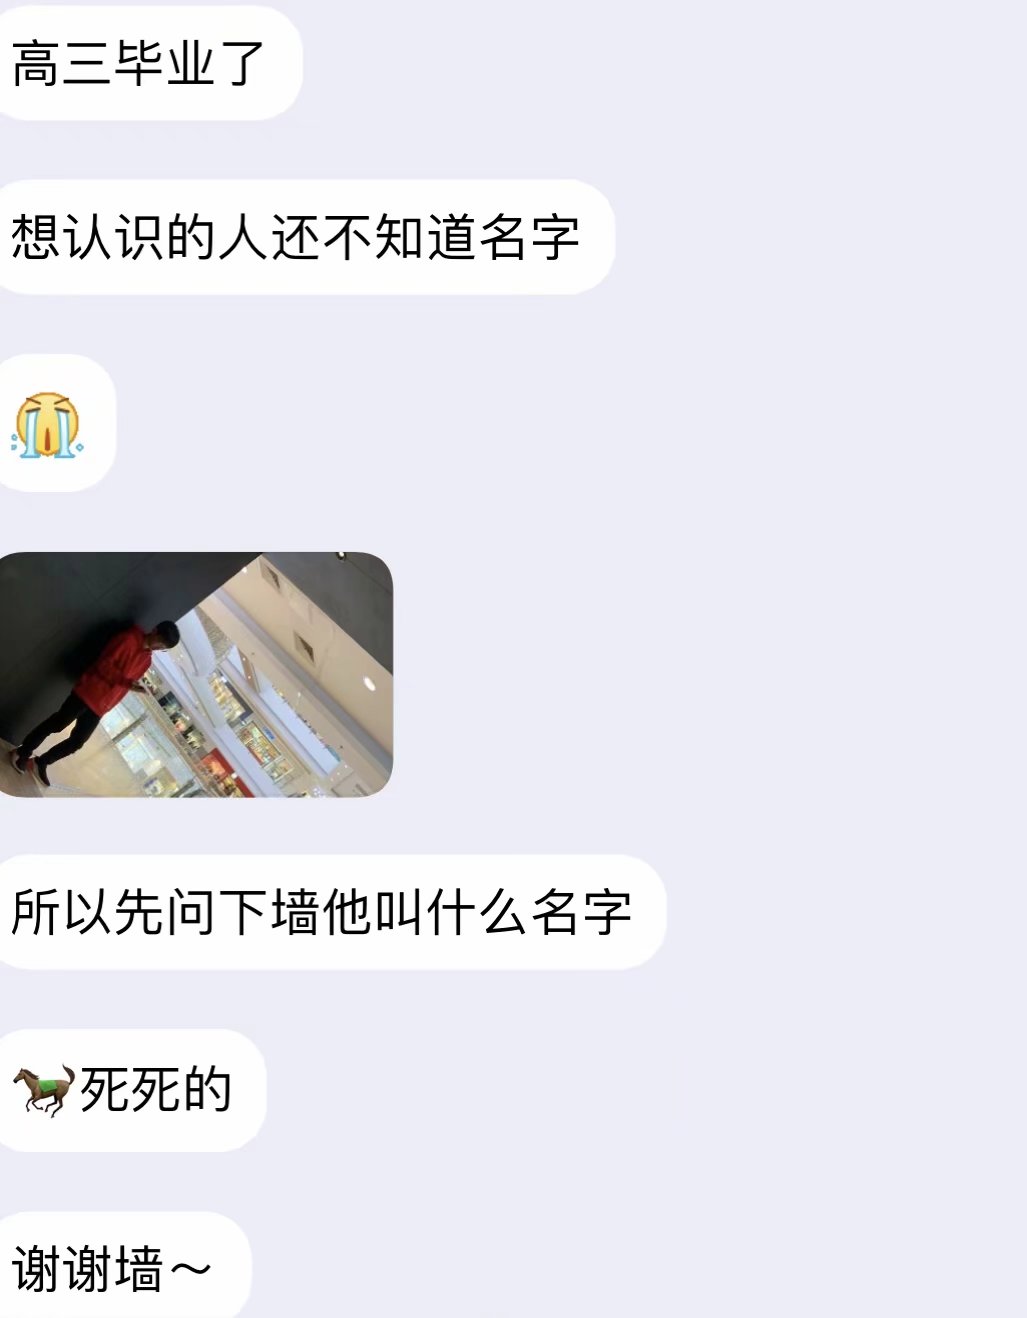 高三毕业了
想认识的人还不知道名字
😭
所以先问下墙他叫什么名字
🐎死死的
谢谢墙～